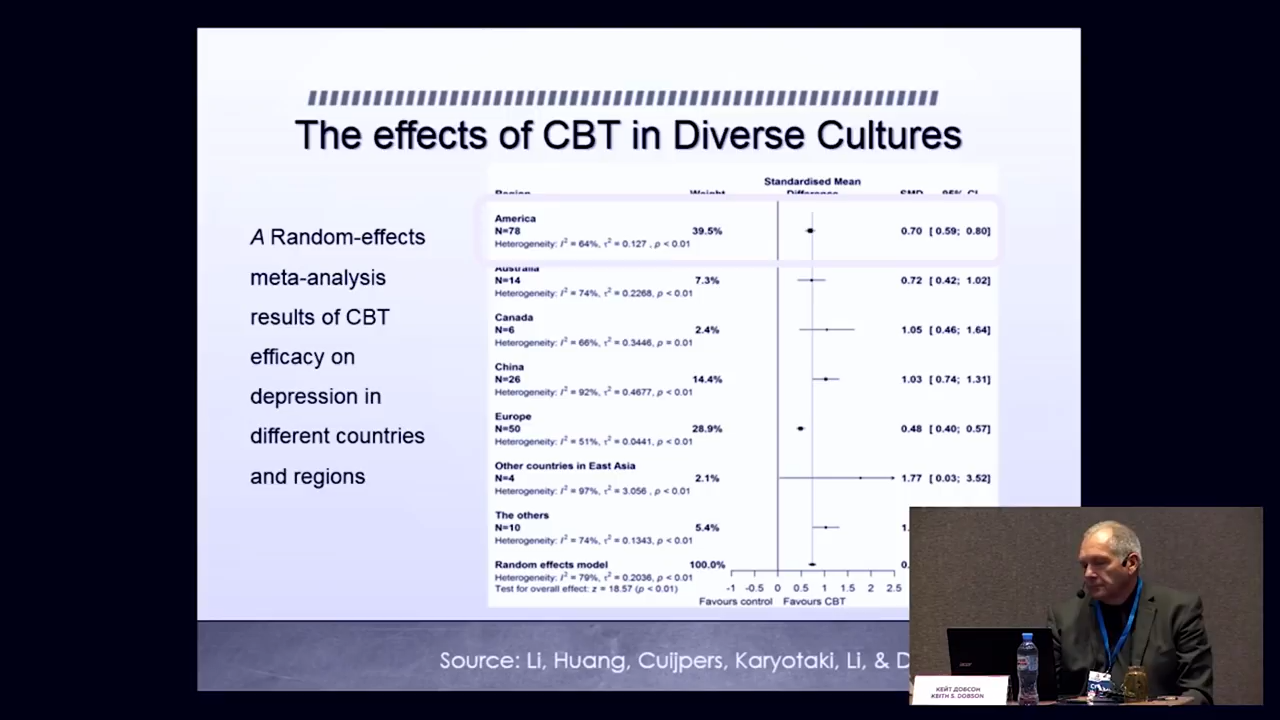 The effects of CBT in Diverse Cultures
A Random-effects
meta-analysis
results of CBT
efficacy on
depression in
different countries
and regions
Standardised Mean
Region Weight Difference SMD 95% CI
America
N=78 39.5% 0.70 [0.59; 0.80]
Heterogeneity: I² = 64%, τ² = 0.127 , p < 0.01
Australia
N=14 7.3% 0.72 [0.42; 1.02]
Heterogeneity: I² = 74%, τ² = 0.2268, p < 0.01
Canada
N=6 2.4% 1.05 [0.46; 1.64]
Heterogeneity: I² = 66%, τ² = 0.3446, p = 0.01
China
N=26 14.4% 1.03 [0.74; 1.31]
Heterogeneity: I² = 92%, τ² = 0.4677, p < 0.01
Europe
N=50 28.9% 0.48 [0.40; 0.57]
Heterogeneity: I² = 51%, τ² = 0.0441, p < 0.01
Other countries in East Asia
N=4 2.1% 1.77 [0.03; 3.52]
Heterogeneity: I² = 97%, τ² = 3.056 , p < 0.01
The others
N=10 5.4% 1.
Heterogeneity: I² = 74%, τ² = 0.1343, p < 0.01
Random effects model 100.0% 0.
Heterogeneity: I² = 79%, τ² = 0.2036, p < 0.01
Test for overall effect: z = 18.57 (p < 0.01)
-1 -0.5 0 0.5 1 1.5 2 2.5
Favours control Favours CBT
Source: Li, Huang, Cuijpers, Karyotaki, Li, & D
acer
КЕЙТ ДОБСОН
KEITH S. DOBSON